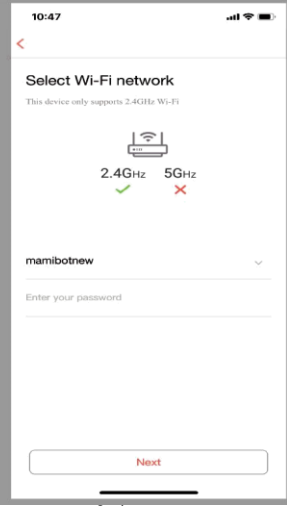 10:47
Select Wi-Fi network
This device only supports 2.4GHz Wi-Fi
2.4GHz 5GHz
mamibotnew
Enter your password
Next